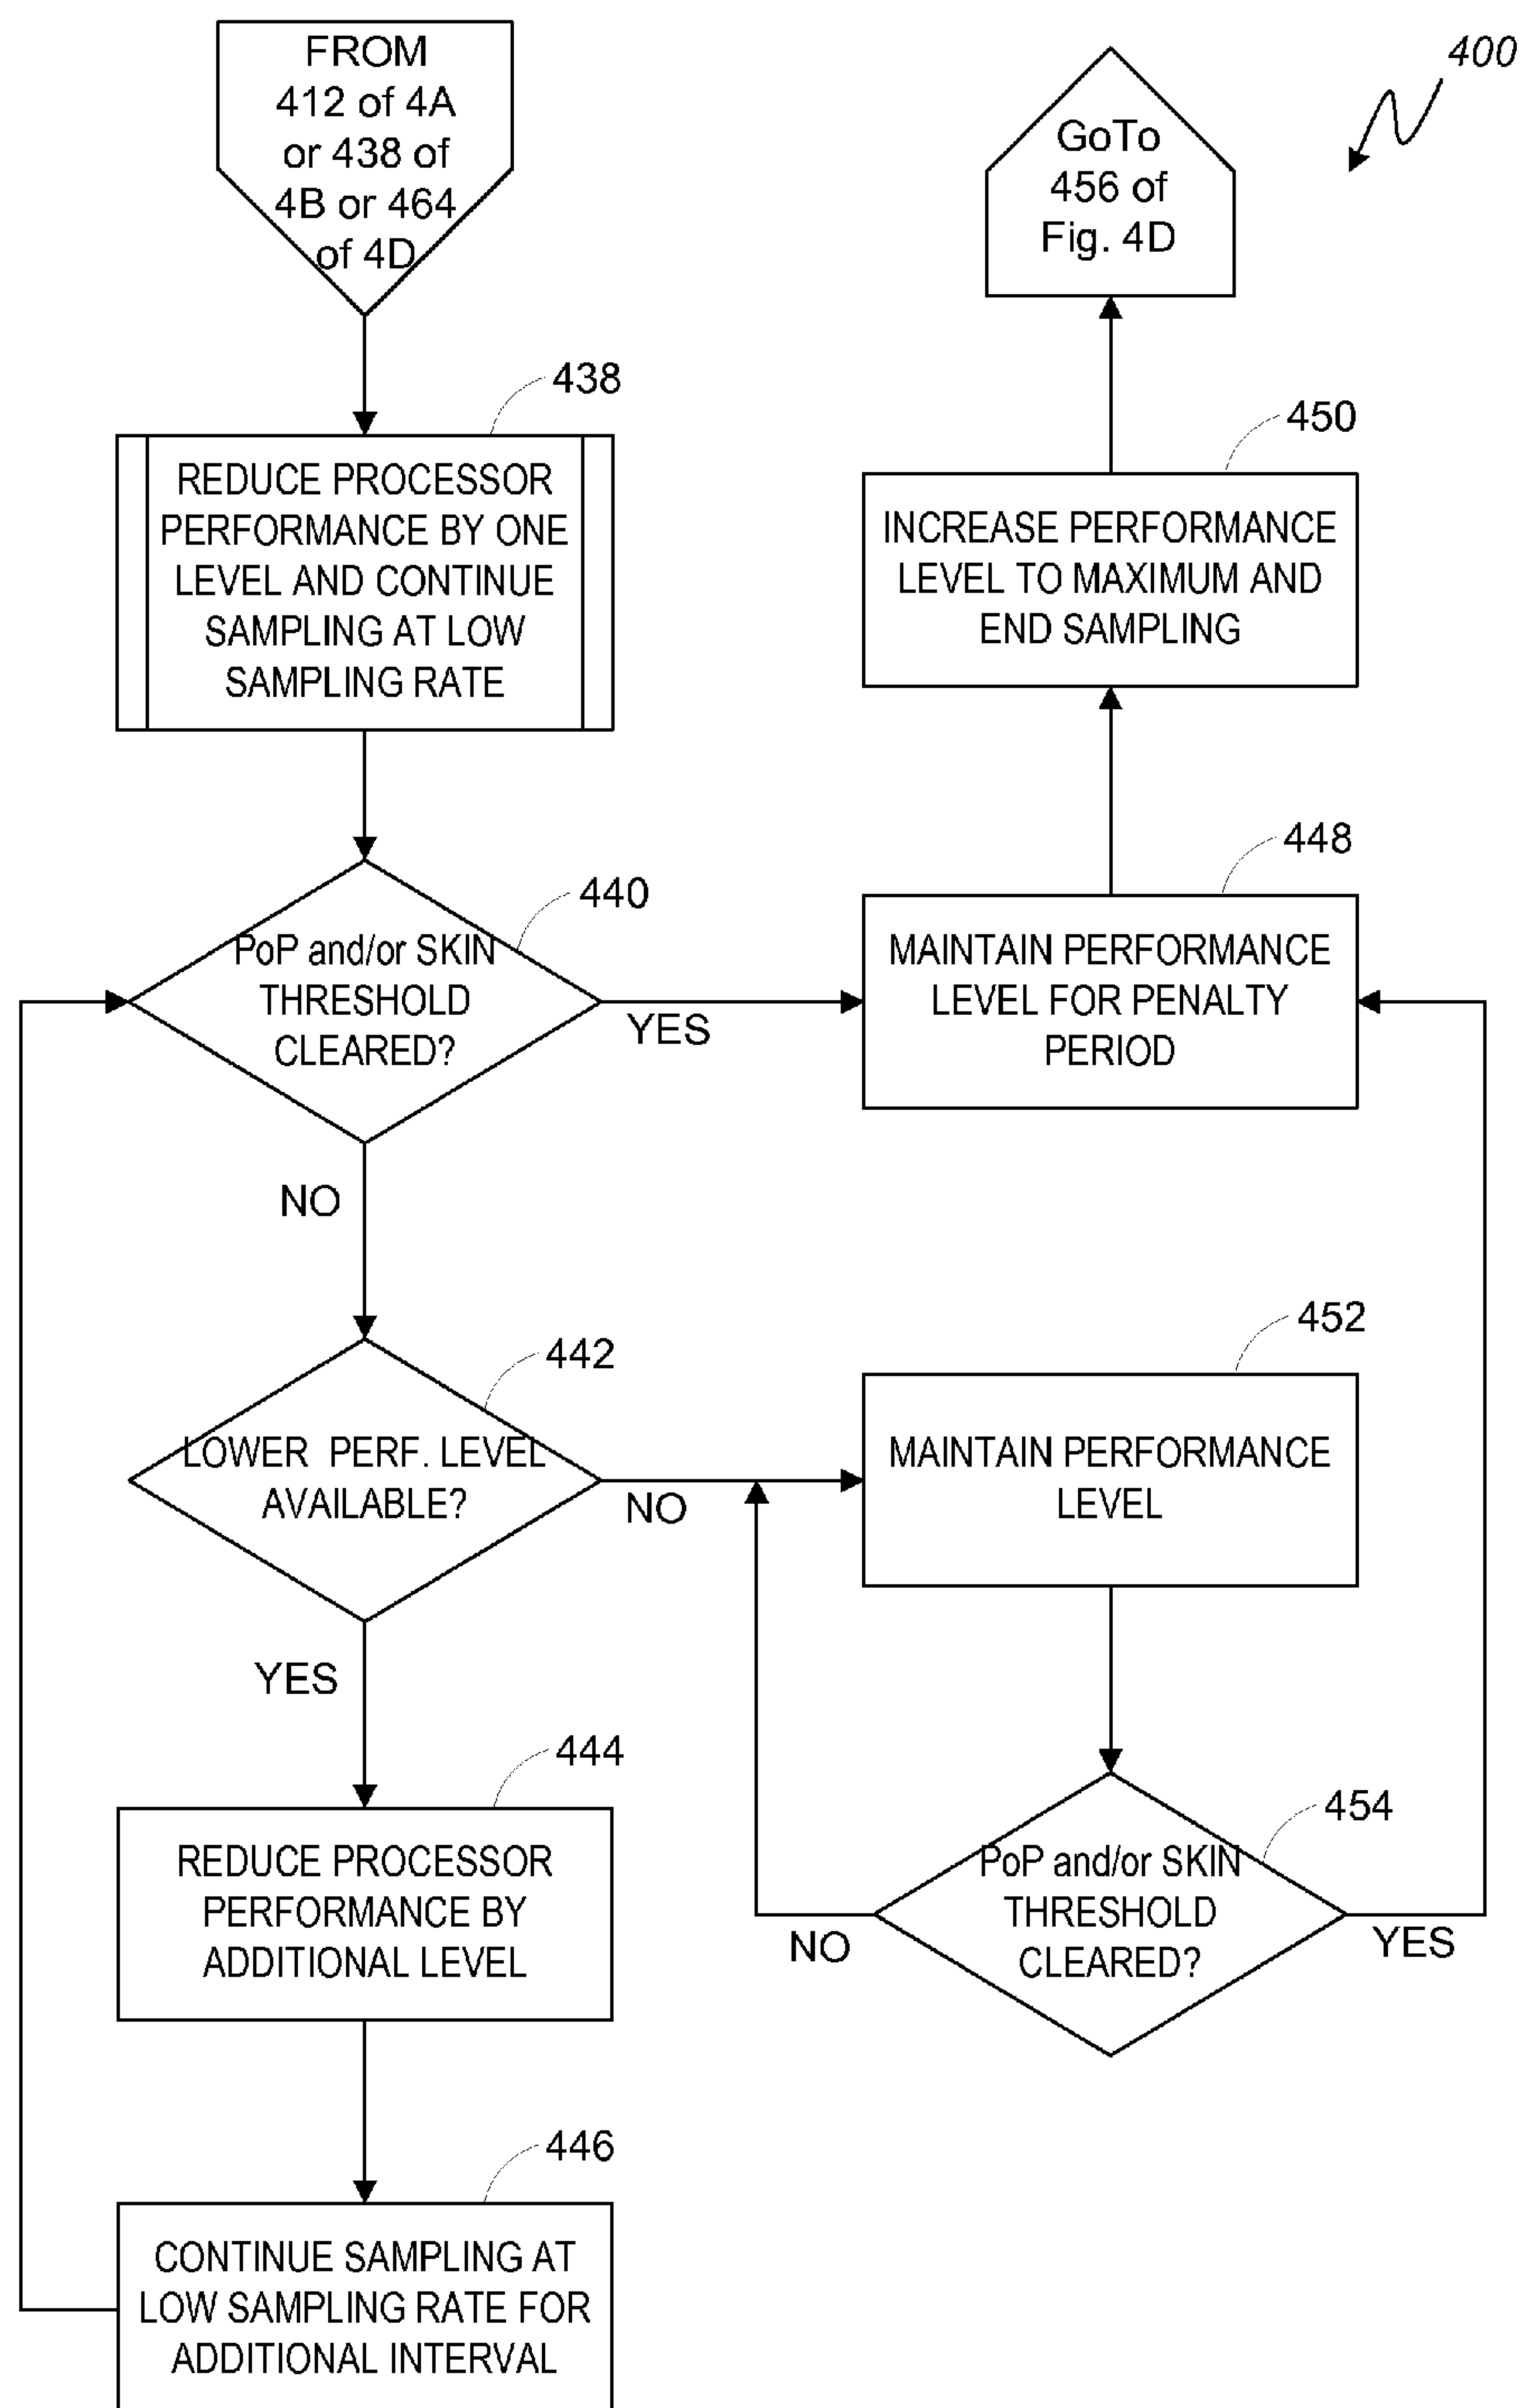 FROM
412 of 4A
or 438 of
4B or 464
of 4D
400
GoTo
456 of
Fig. 4D
438
REDUCE PROCESSOR
PERFORMANCE BY ONE
LEVEL AND CONTINUE
SAMPLING AT LOW
SAMPLING RATE
450
INCREASE PERFORMANCE
LEVEL TO MAXIMUM AND
END SAMPLING
440
PoP and/or SKIN
THRESHOLD
CLEARED?
YES
NO
448
MAINTAIN PERFORMANCE
LEVEL FOR PENALTY
PERIOD
442
LOWER PERF. LEVEL
AVAILABLE?
NO
YES
452
MAINTAIN PERFORMANCE
LEVEL
444
REDUCE PROCESSOR
PERFORMANCE BY
ADDITIONAL LEVEL
454
PoP and/or SKIN
THRESHOLD
CLEARED?
NO
YES
446
CONTINUE SAMPLING AT
LOW SAMPLING RATE FOR
ADDITIONAL INTERVAL